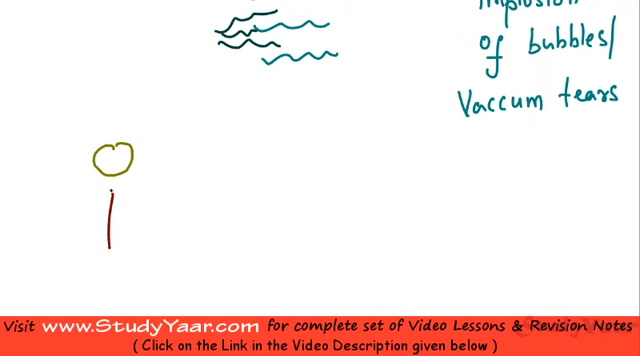 of bubbles/
Vaccum tears
Visit www.StudyYaar.com for complete set of Video Lessons & Revision Notes
( Click on the Link in the Video Description given below )